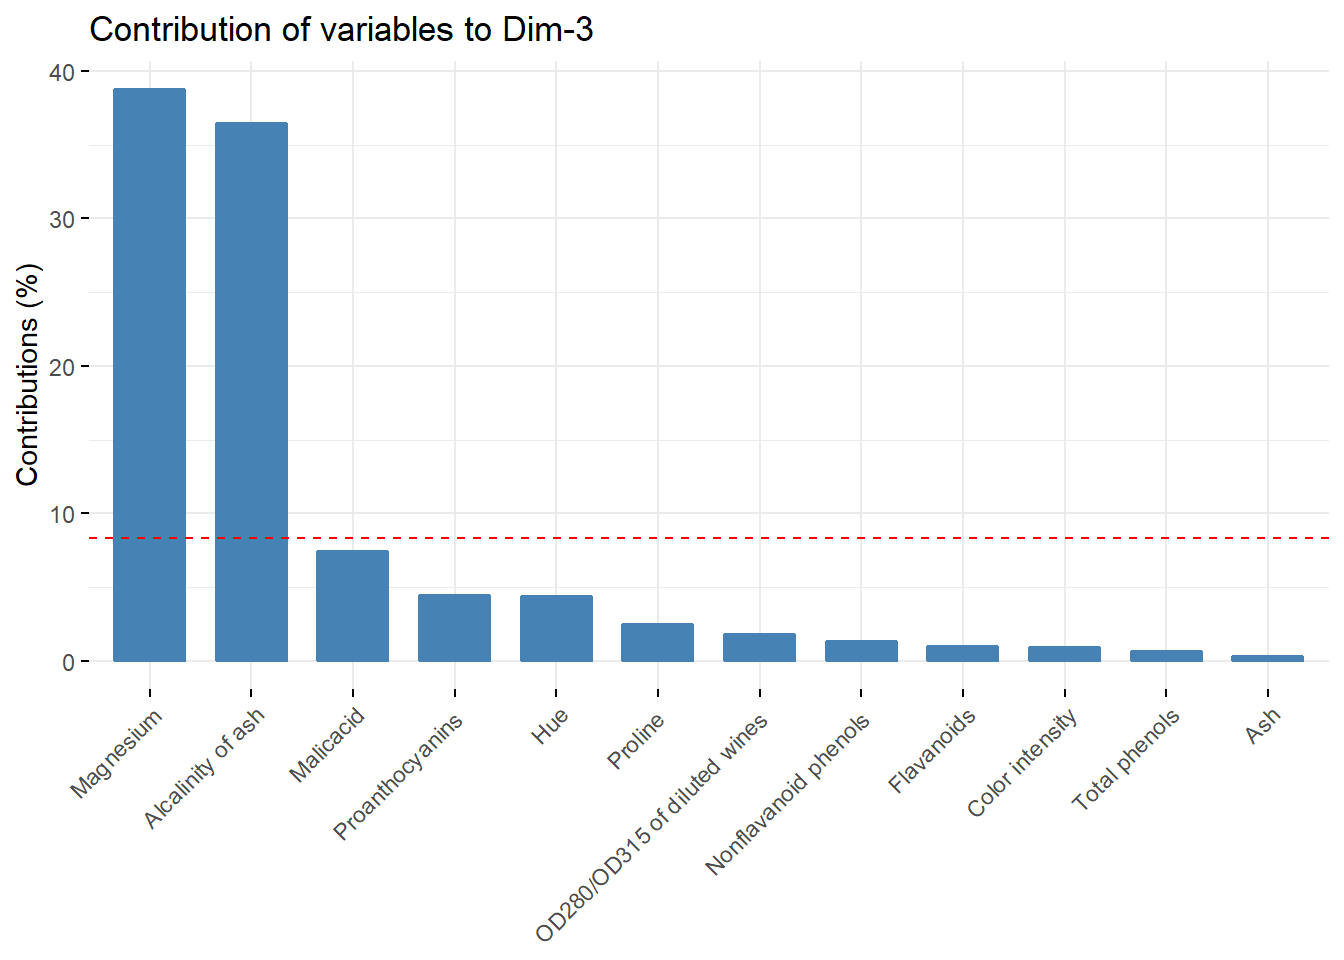 Contribution of variables to Dim-3
Contributions (%)
40
30
20
10
0
Magnesium
Alcalinity of ash
Malicacid
Proanthocyanins
Hue
Proline
OD280/OD315 of diluted wines
Nonflavanoid phenols
Flavanoids
Color intensity
Total phenols
Ash